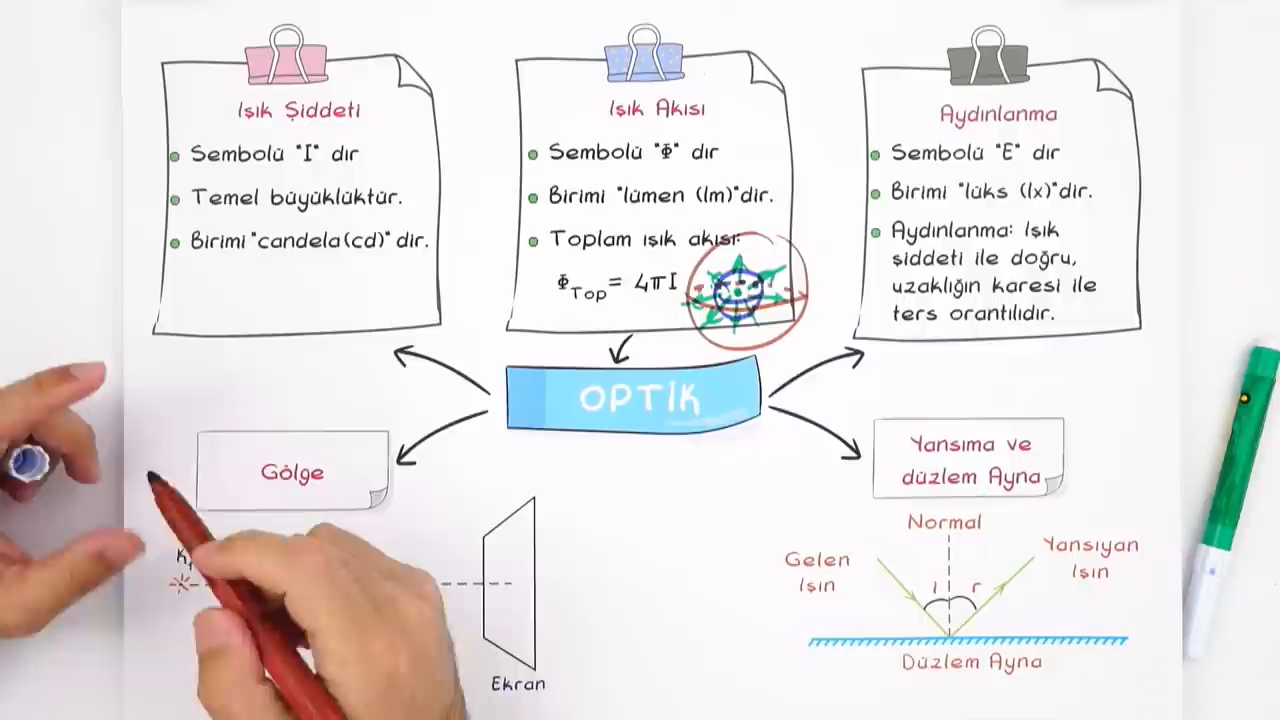 Işık Şiddeti
Sembolü "I" dır
Temel büyüklüktür.
Birimi "candela(cd)" dir.
Işık Akısı
Sembolü "Φ" dır
Birimi "lümen (lm)"dir.
Toplam ışık akısı:
ΦTop = 4πI
Aydınlanma
Sembolü "E" dır
Birimi "lüks (lx)"dir.
Aydınlanma: Işık
şiddeti ile doğru,
uzaklığın karesi ile
ters orantılıdır.
OPTİK
Gölge
Ekran
Yansıma ve
düzlem Ayna
Normal
Gelen
Işın
Yansıyan
Işın
i r
Düzlem Ayna